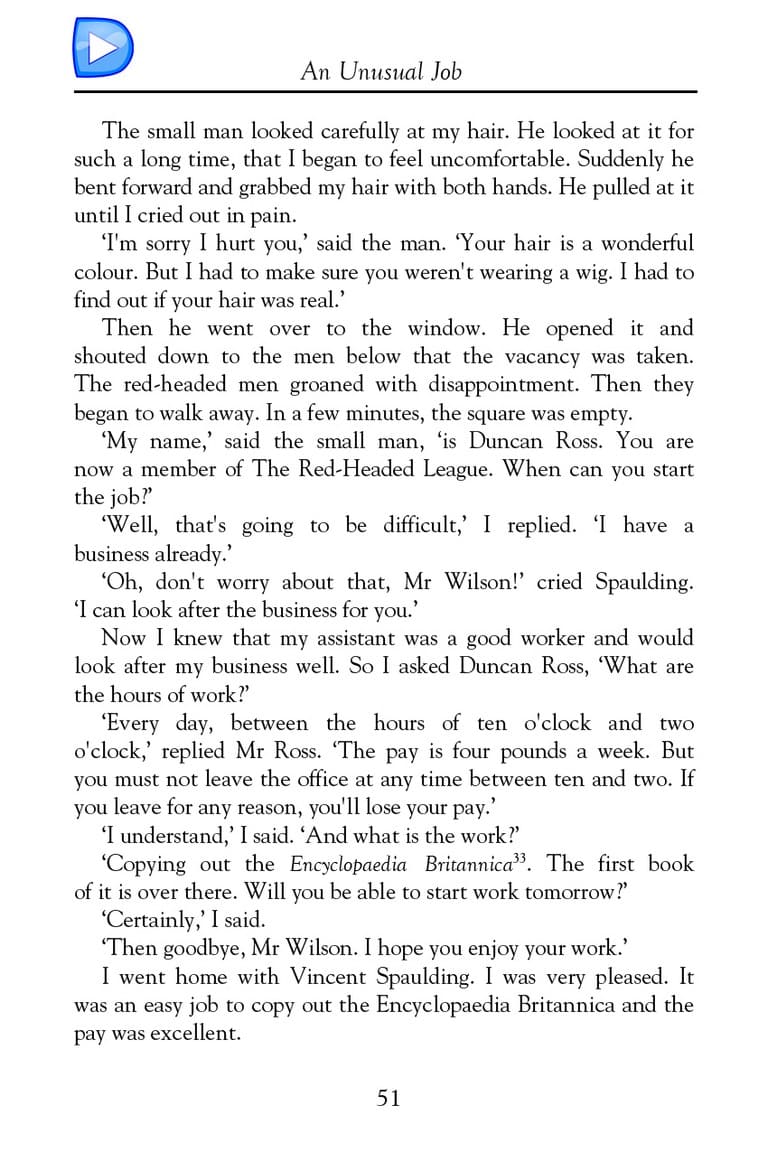 An Unusual Job
The small man looked carefully at my hair. He looked at it for
such a long time, that I began to feel uncomfortable. Suddenly he
bent forward and grabbed my hair with both hands. He pulled at it
until I cried out in pain.
‘I'm sorry I hurt you,’ said the man. ‘Your hair is a wonderful
colour. But I had to make sure you weren't wearing a wig. I had to
find out if your hair was real.’
Then he went over to the window. He opened it and
shouted down to the men below that the vacancy was taken.
The red-headed men groaned with disappointment. Then they
began to walk away. In a few minutes, the square was empty.
‘My name,’ said the small man, ‘is Duncan Ross. You are
now a member of The Red-Headed League. When can you start
the job?’
‘Well, that's going to be difficult,’ I replied. ‘I have a
business already.’
‘Oh, don't worry about that, Mr Wilson!’ cried Spaulding.
‘I can look after the business for you.’
Now I knew that my assistant was a good worker and would
look after my business well. So I asked Duncan Ross, ‘What are
the hours of work?’
‘Every day, between the hours of ten o'clock and two
o'clock,’ replied Mr Ross. ‘The pay is four pounds a week. But
you must not leave the office at any time between ten and two. If
you leave for any reason, you'll lose your pay.’
‘I understand,’ I said. ‘And what is the work?’
‘Copying out the Encyclopaedia Britannica³³. The first book
of it is over there. Will you be able to start work tomorrow?’
‘Certainly,’ I said.
‘Then goodbye, Mr Wilson. I hope you enjoy your work.’
I went home with Vincent Spaulding. I was very pleased. It
was an easy job to copy out the Encyclopaedia Britannica and the
pay was excellent.
51